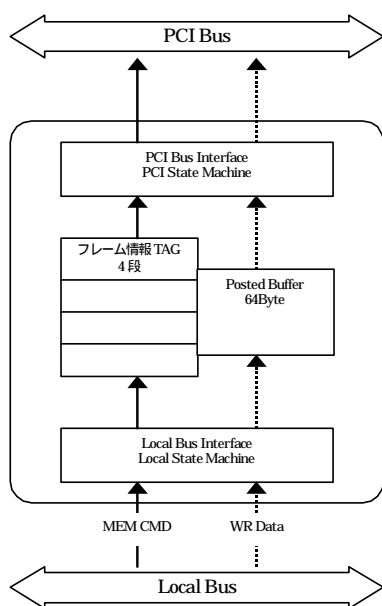 PCI Bus
PCI Bus Interface
PCI State Machine
フレーム情報 TAG
4 段
Posted Buffer
64Byte
Local Bus Interface
Local State Machine
MEM CMD
WR Data
Local Bus